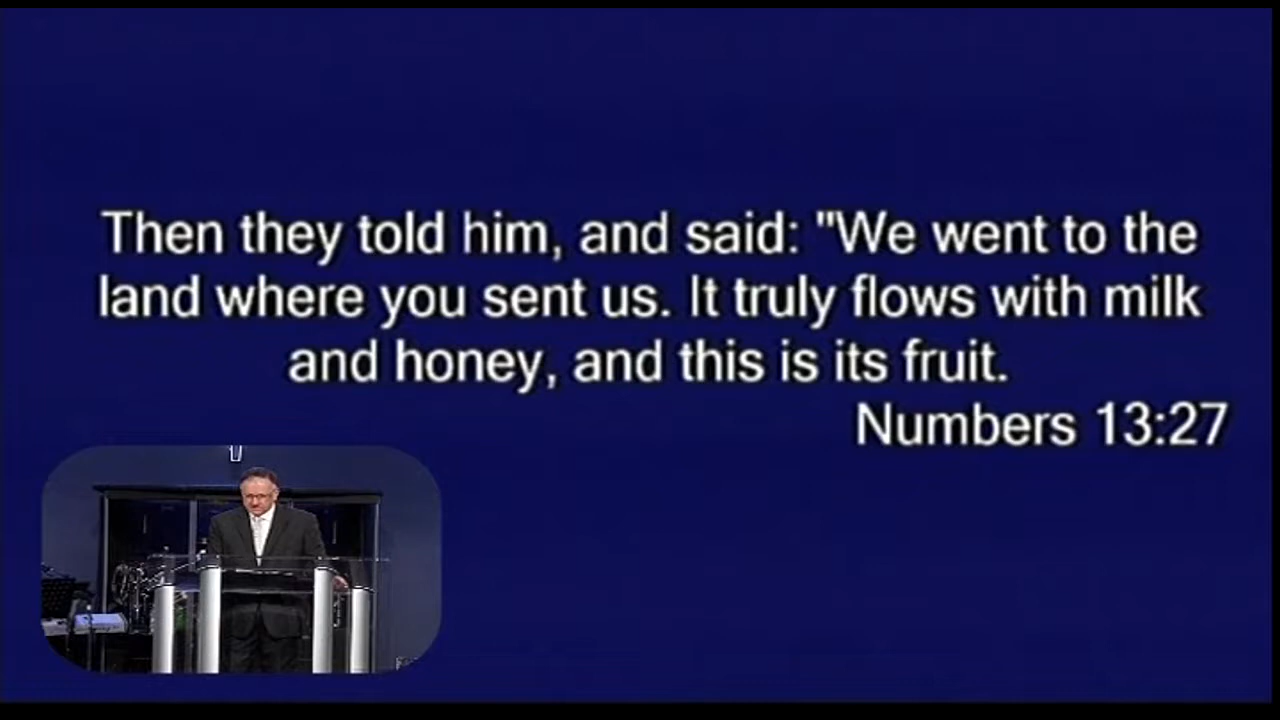 Then they told him, and said: "We went to the
land where you sent us. It truly flows with milk
and honey, and this is its fruit.
Numbers 13:27